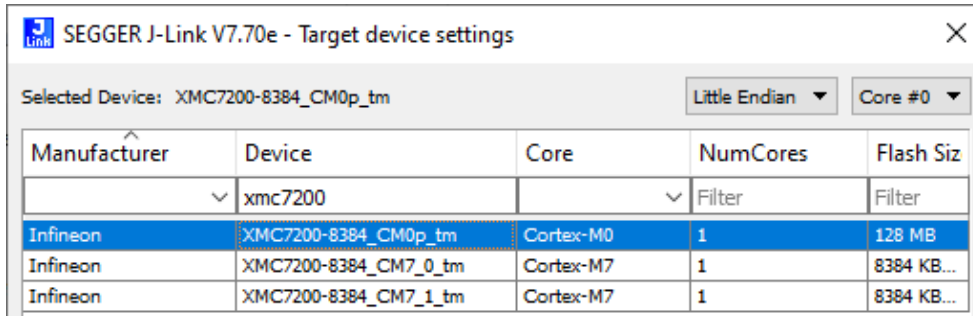 J Link SEGGER J-Link V7.70e - Target device settings
Selected Device: XMC7200-8384_CM0p_tm Little Endian Core #0
Manufacturer Device Core NumCores Flash Siz
xmc7200 Filter Filter
Infineon XMC7200-8384_CM0p_tm Cortex-M0 1 128 MB
Infineon XMC7200-8384_CM7_0_tm Cortex-M7 1 8384 KB...
Infineon XMC7200-8384_CM7_1_tm Cortex-M7 1 8384 KB...